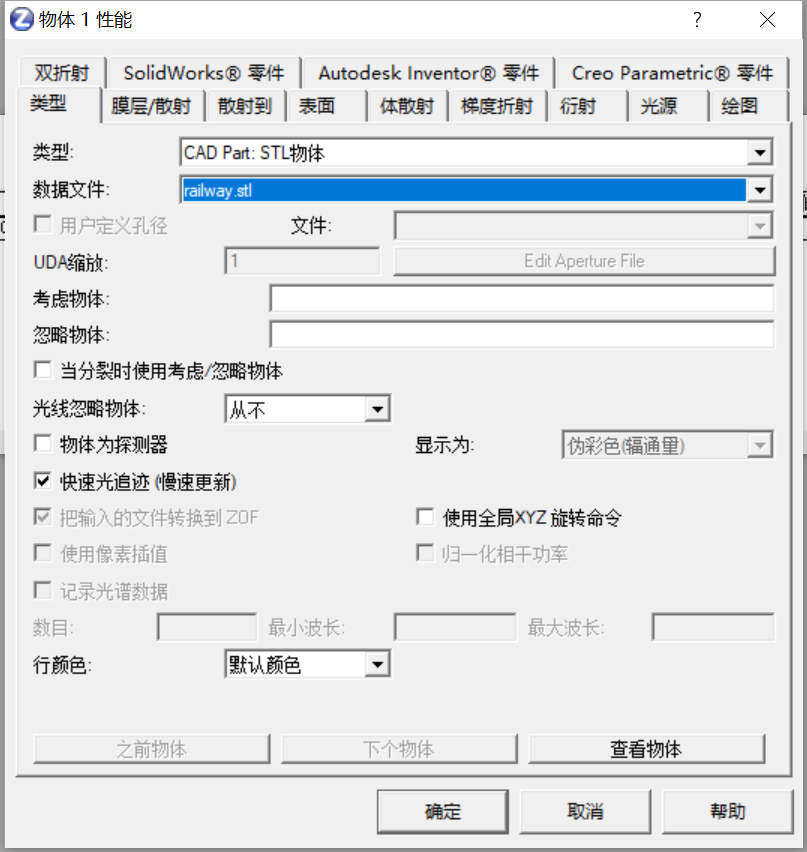 物体 1 性能
双折射 SolidWorks® 零件 Autodesk Inventor® 零件 Creo Parametric® 零件
类型 膜层/散射 散射到 表面 体散射 梯度折射 衍射 光源 绘图
类型: CAD Part: STL物体
数据文件: railway.stl
用户定义孔径 文件:
UDA缩放: 1 Edit Aperture File
考虑物体:
忽略物体:
当分裂时使用考虑/忽略物体
光线忽略物体: 从不
物体为探测器 显示为: 伪彩色(辐通量)
快速光追迹 (慢速更新)
把输入的文件转换到 ZOF 使用全局XYZ 旋转命令
使用像素插值 归一化相干功率
记录光谱数据
数目: 最小波长: 最大波长:
行颜色: 默认颜色
之前物体 下个物体 查看物体
确定 取消 帮助